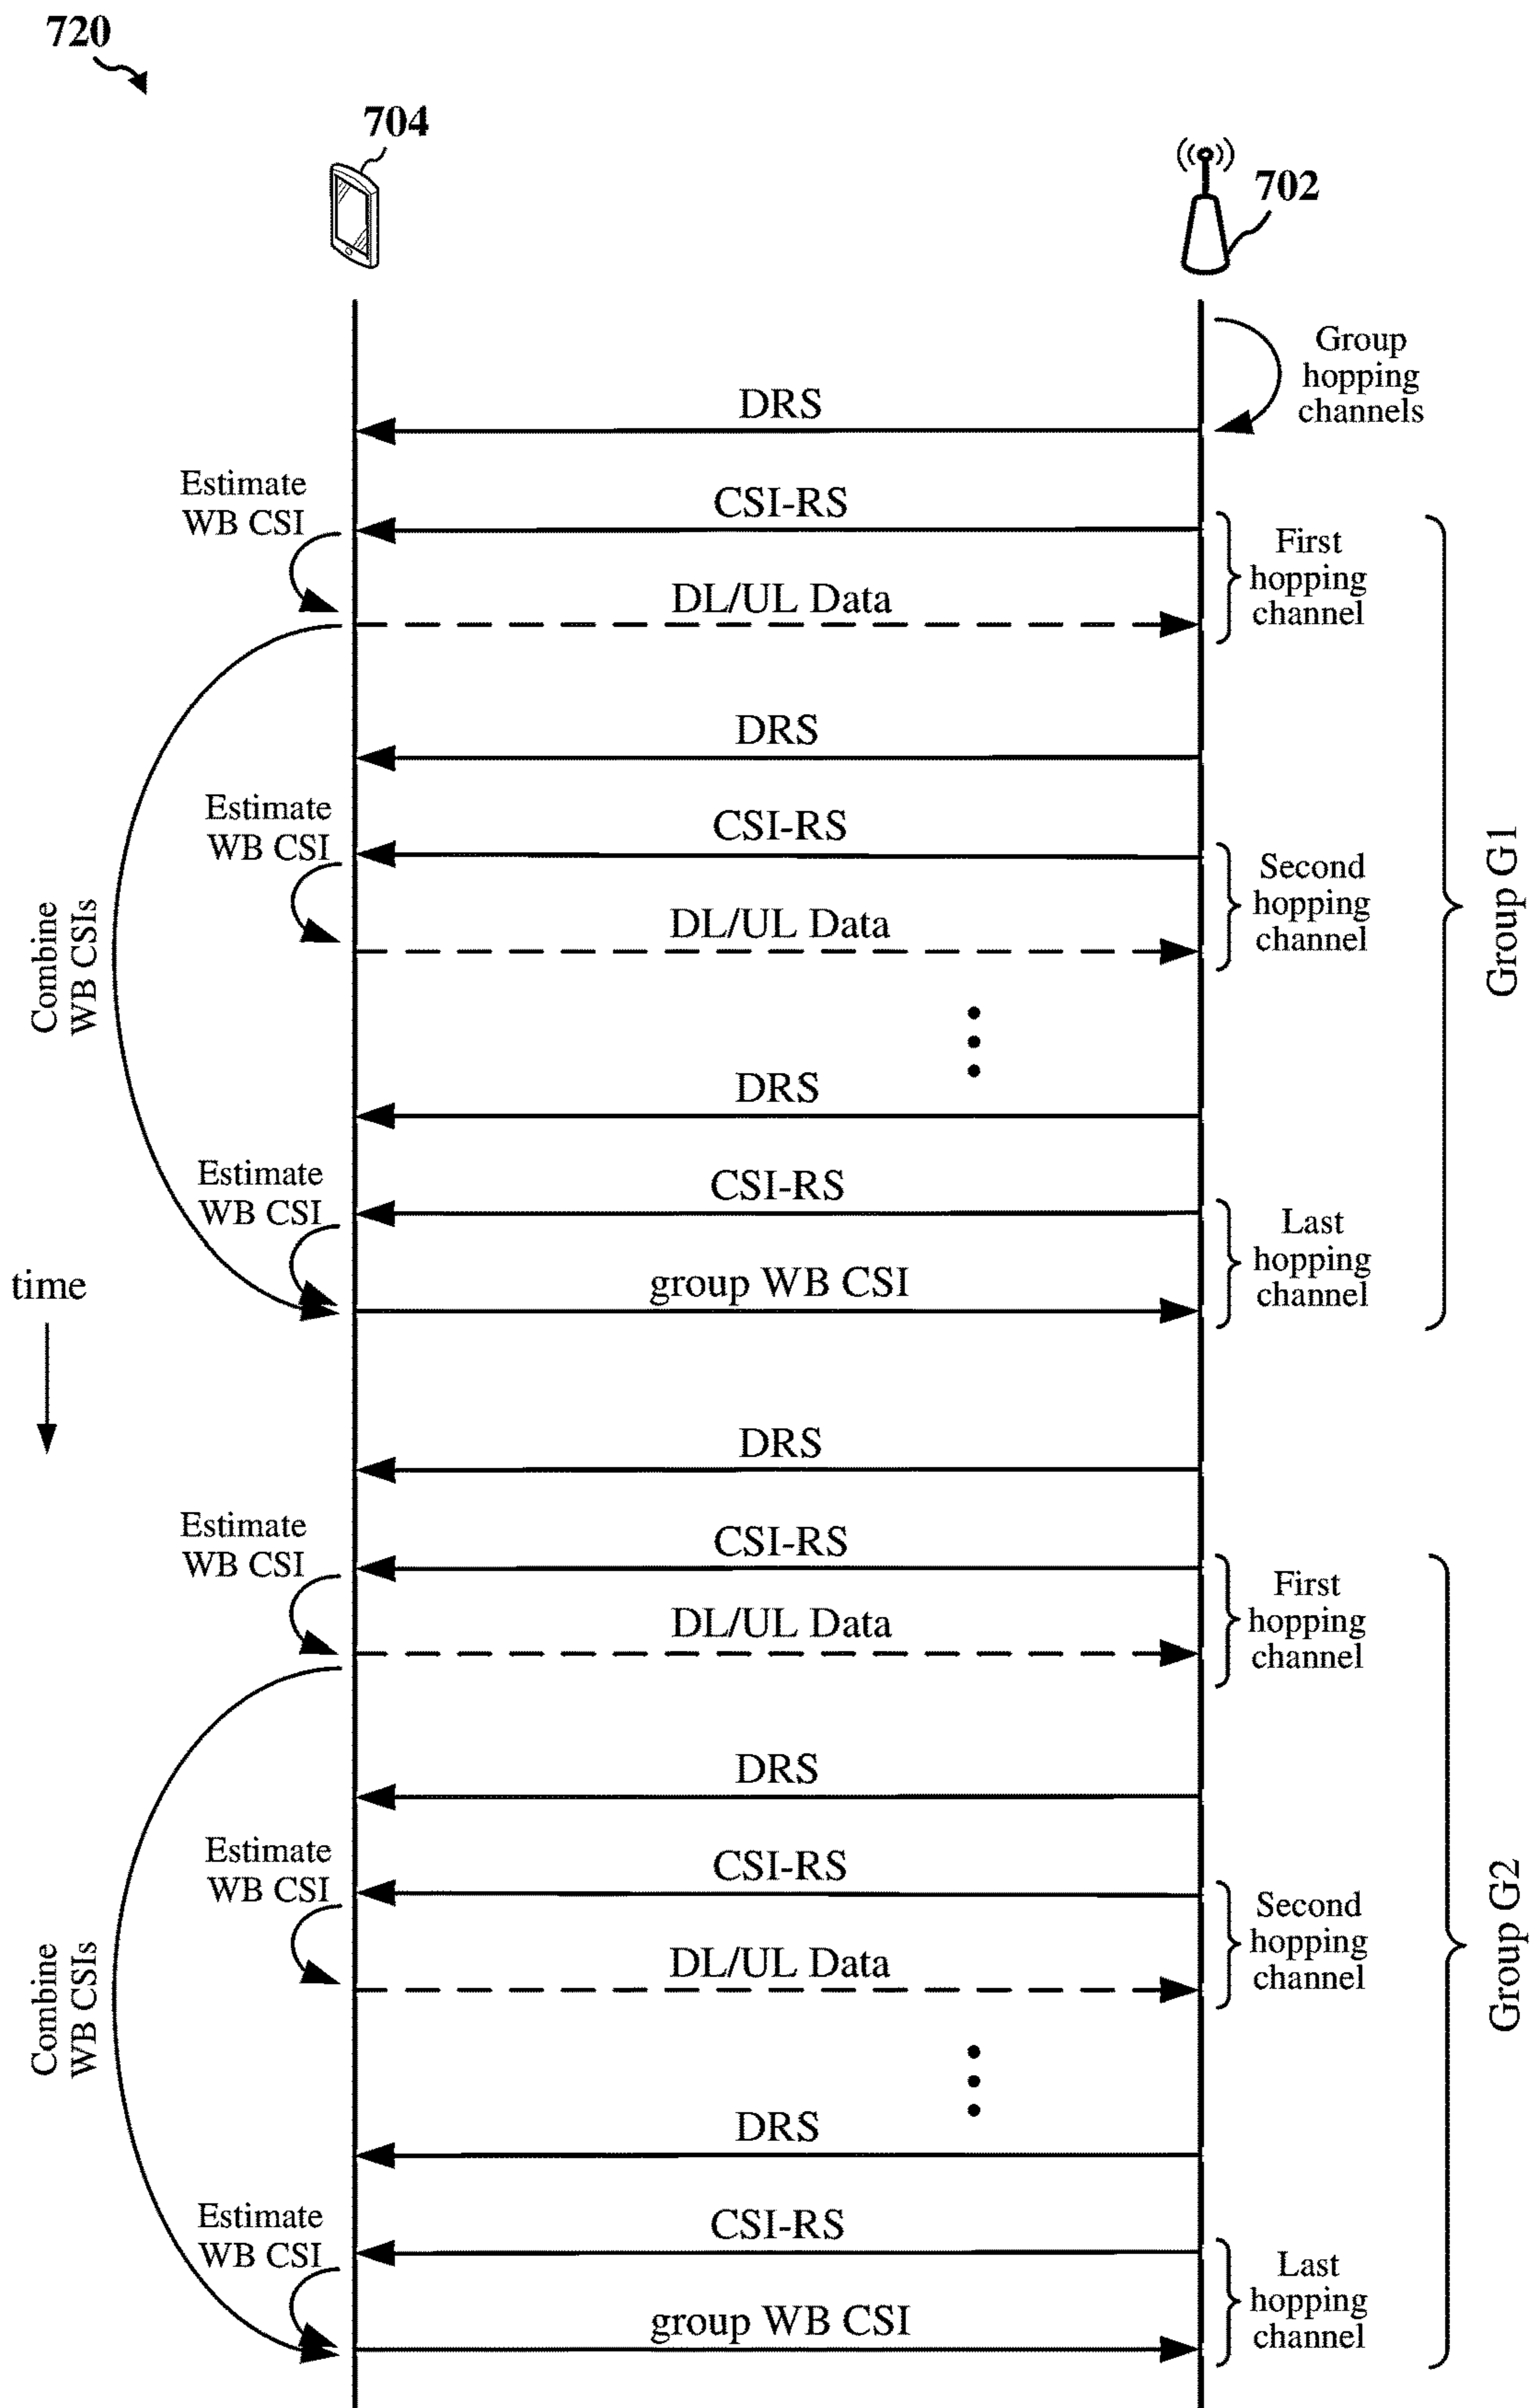 720
704
702
Group
hopping
channels
DRS
Estimate
WB CSI
CSI-RS
First
hopping
channel
DL/UL Data
DRS
Estimate
WB CSI
CSI-RS
Second
hopping
channel
DL/UL Data
Combine
WB CSIs
Group G1
DRS
Estimate
WB CSI
CSI-RS
Last
hopping
channel
group WB CSI
time
DRS
Estimate
WB CSI
CSI-RS
First
hopping
channel
DL/UL Data
DRS
Estimate
WB CSI
CSI-RS
Second
hopping
channel
DL/UL Data
Combine
WB CSIs
Group G2
DRS
Estimate
WB CSI
CSI-RS
Last
hopping
channel
group WB CSI